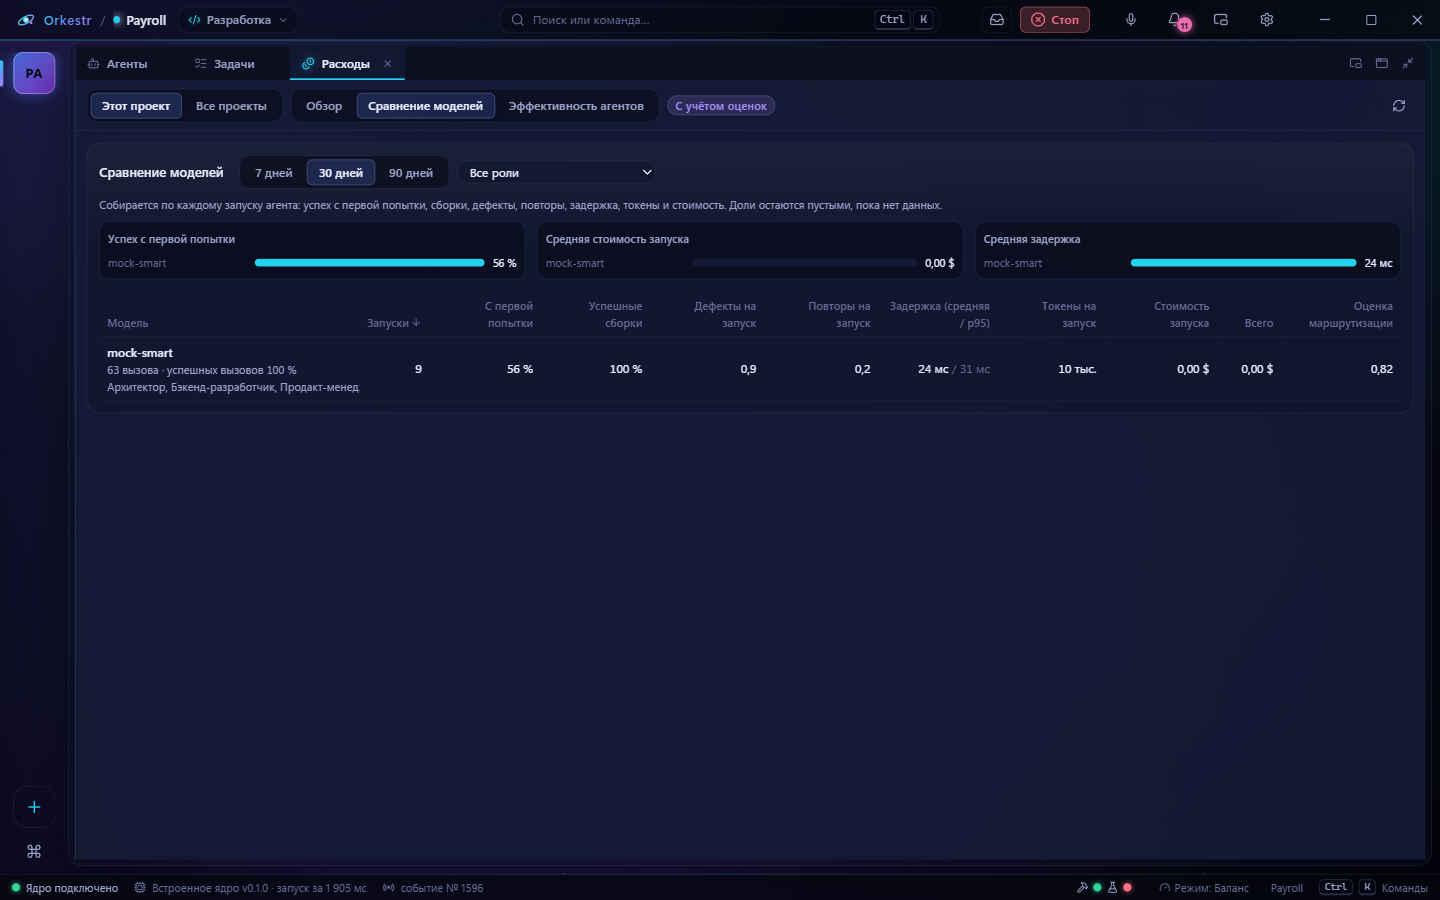 Orkestr / Payroll Разработка Поиск или команда... Ctrl K Стоп 11
PA
Агенты Задачи Расходы
Этот проект Все проекты Обзор Сравнение моделей Эффективность агентов С учётом оценок
Сравнение моделей 7 дней 30 дней 90 дней Все роли
Собирается по каждому запуску агента: успех с первой попытки, сборки, дефекты, повторы, задержка, токены и стоимость. Доли остаются пустыми, пока нет данных.
Успех с первой попытки
mock-smart 56 %
Средняя стоимость запуска
mock-smart 0,00 $
Средняя задержка
mock-smart 24 мс
Модель Запуски ↓ С первой попытки Успешные сборки Дефекты на запуск Повторы на запуск Задержка (средняя / p95) Токены на запуск Стоимость запуска Всего Оценка маршрутизации
mock-smart
63 вызова · успешных вызовов 100 %
Архитектор, Бэкенд-разработчик, Продакт-менед
9 56 % 100 % 0,9 0,2 24 мс / 31 мс 10 тыс. 0,00 $ 0,00 $ 0,82
Ядро подключено Встроенное ядро v0.1.0 · запуск за 1 905 мс событие № 1596 Режим: Баланс Payroll Ctrl K Команды